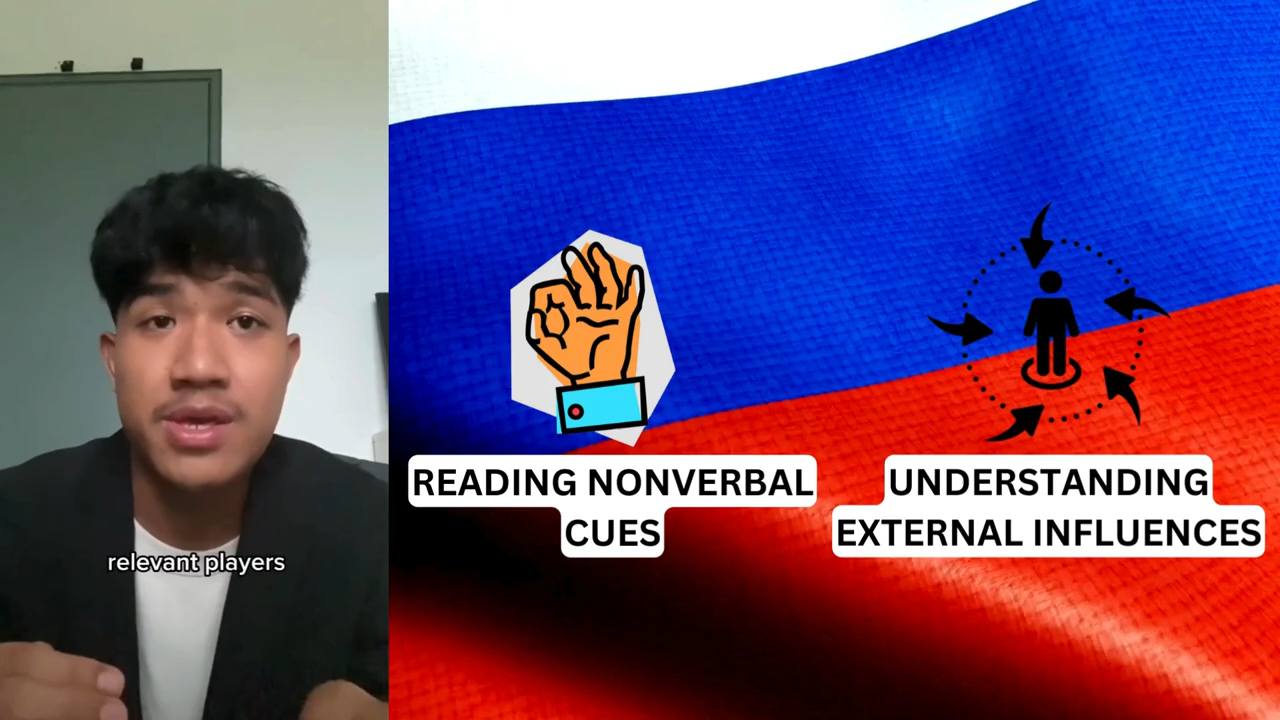 relevant players
READING NONVERBAL
CUES
UNDERSTANDING
EXTERNAL INFLUENCES